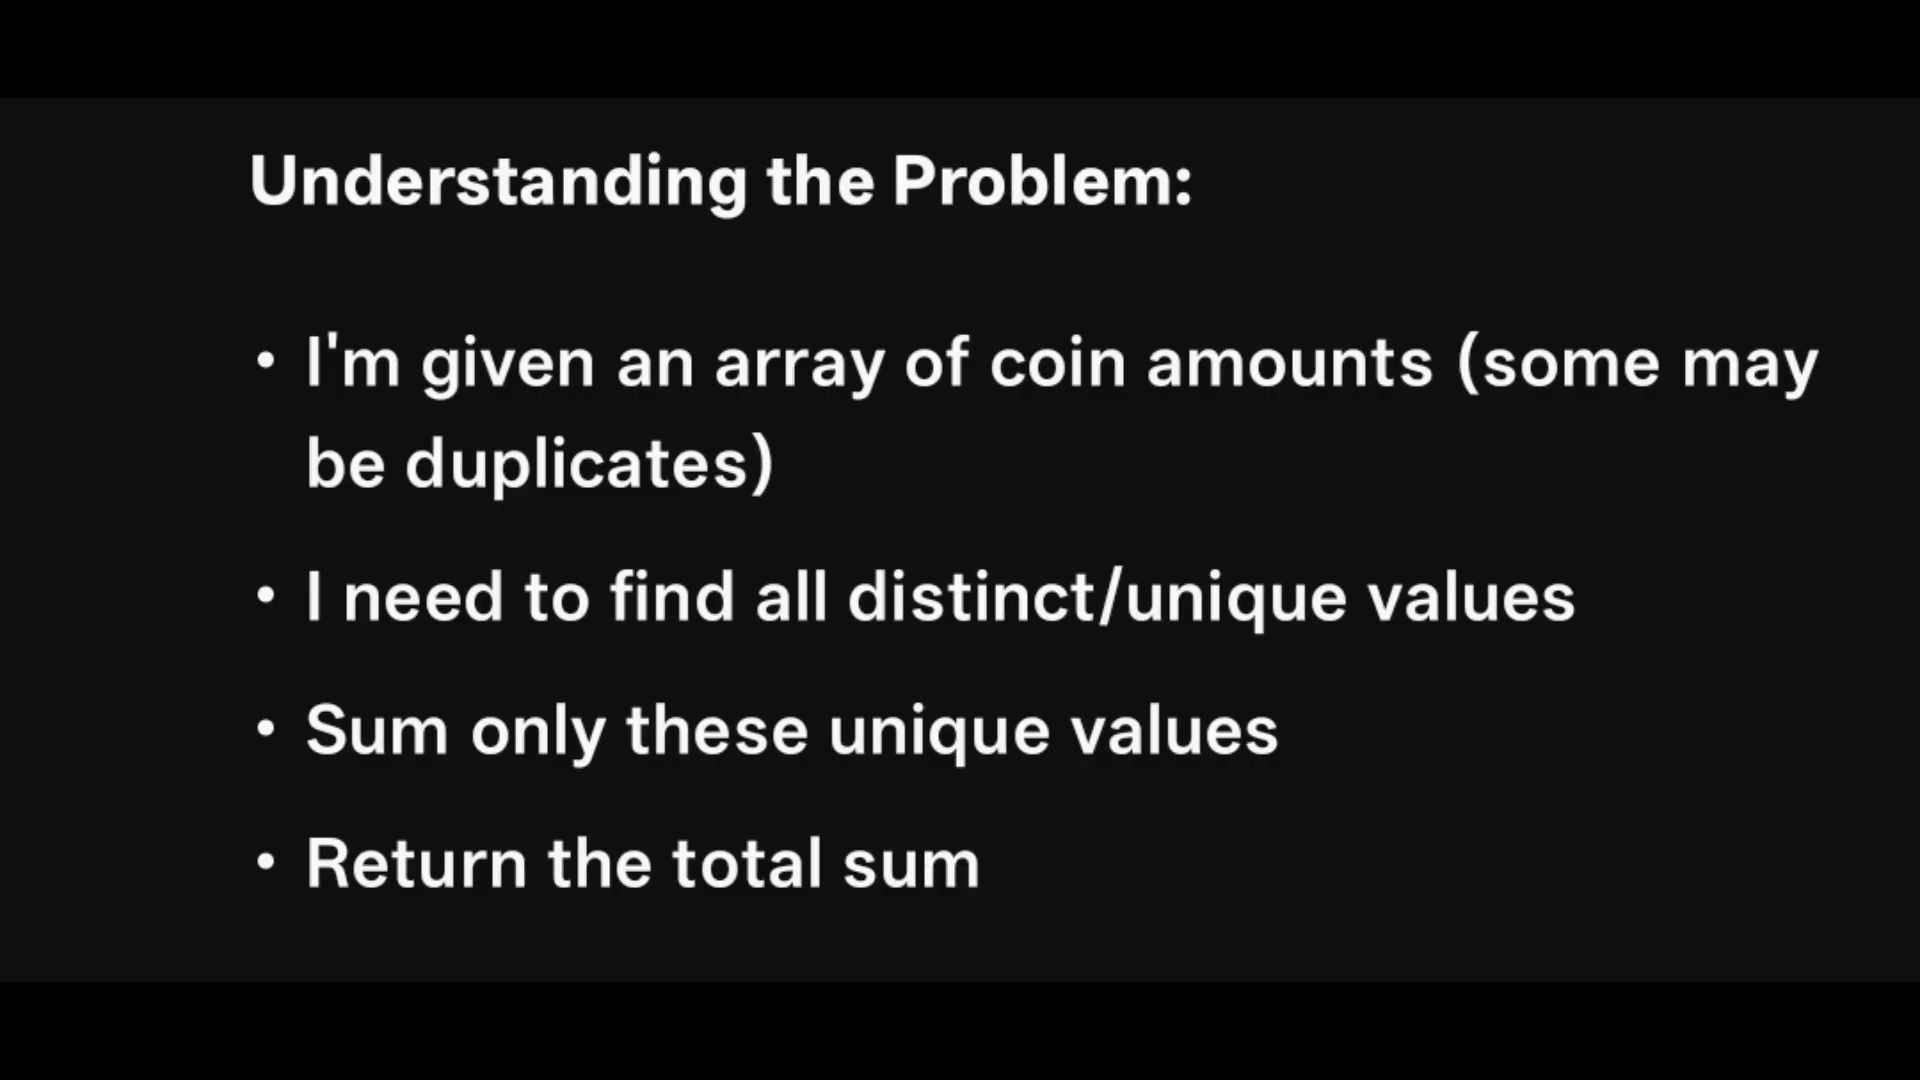 Understanding the Problem:
• I'm given an array of coin amounts (some may
be duplicates)
• I need to find all distinct/unique values
• Sum only these unique values
• Return the total sum